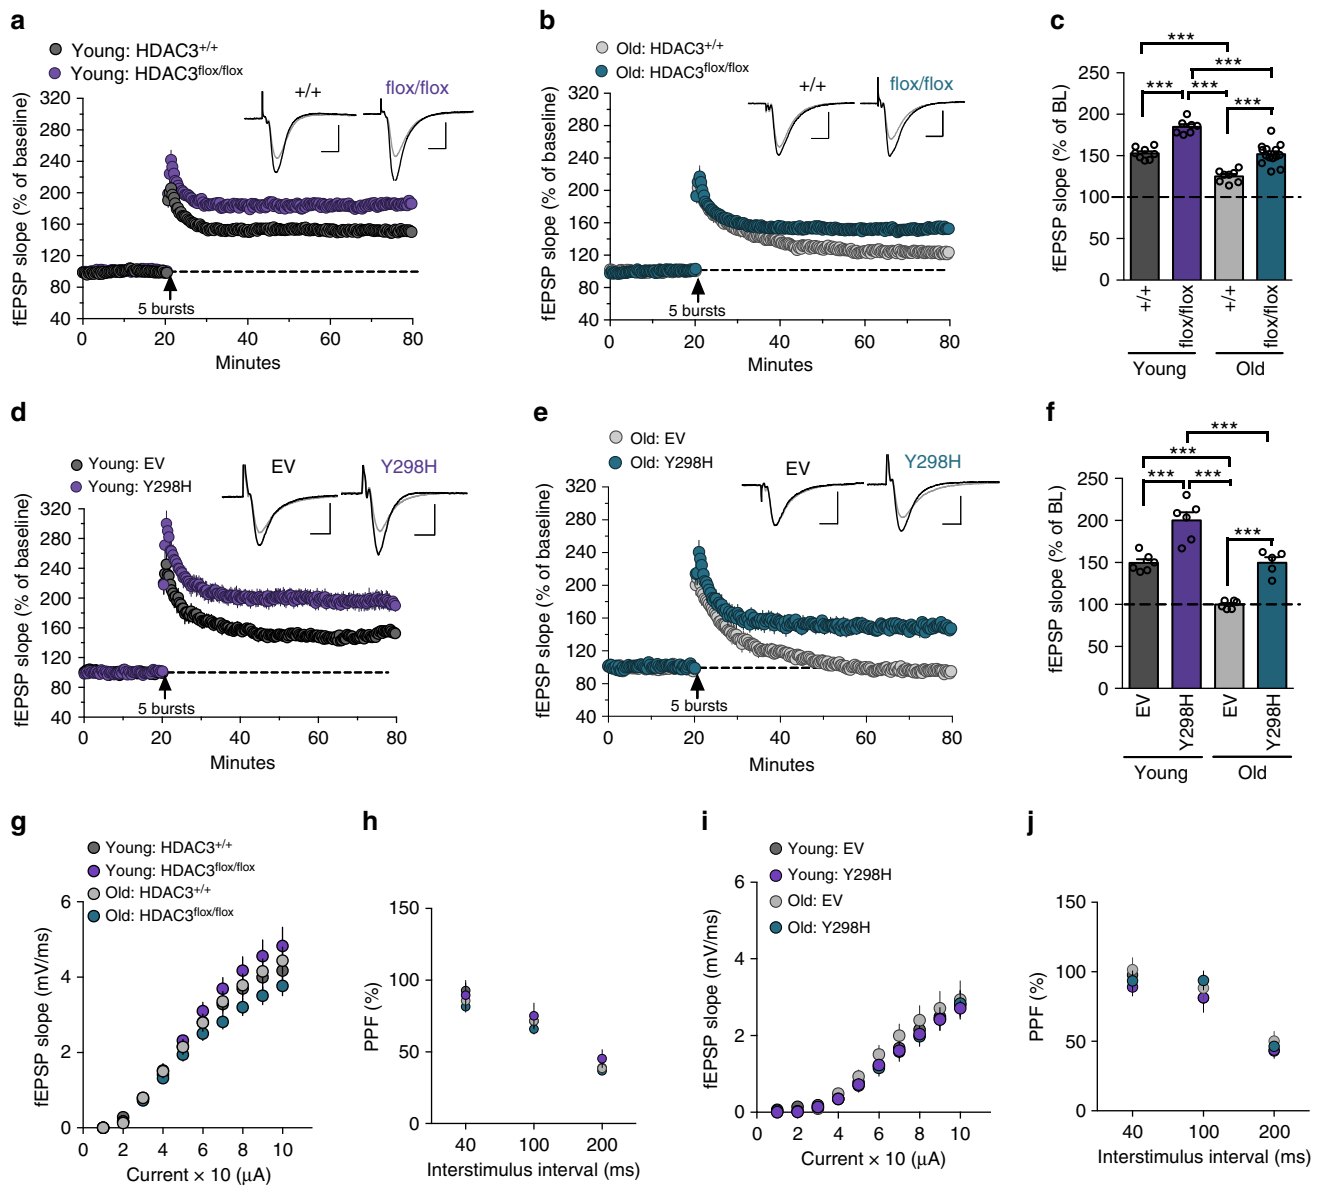 a
Young: HDAC3+/+
Young: HDAC3flox/flox
+/+
flox/flox
fEPSP slope (% of baseline)
320
280
240
200
160
120
80
40
5 bursts
0
20
40
60
80
Minutes
b
Old: HDAC3+/+
Old: HDAC3flox/flox
+/+
flox/flox
fEPSP slope (% of baseline)
320
280
240
200
160
120
80
40
5 bursts
0
20
40
60
80
Minutes
c
***
***
*** ***
***
fEPSP slope (% of BL)
250
200
150
100
50
0
+/+
flox/flox
+/+
flox/flox
Young
Old
d
Young: EV
Young: Y298H
EV
Y298H
fEPSP slope (% of baseline)
320
280
240
200
160
120
80
40
5 bursts
0
20
40
60
80
Minutes
e
Old: EV
Old: Y298H
EV
Y298H
fEPSP slope (% of baseline)
320
280
240
200
160
120
80
40
5 bursts
0
20
40
60
80
Minutes
f
***
***
*** ***
***
fEPSP slope (% of BL)
250
200
150
100
50
0
EV
Y298H
EV
Y298H
Young
Old
g
Young: HDAC3+/+
Young: HDAC3flox/flox
Old: HDAC3+/+
Old: HDAC3flox/flox
fEPSP slope (mV/ms)
6
4
2
0
0
2
4
6
8
10
Current × 10 (μA)
h
PPF (%)
150
100
50
0
40
100
200
Interstimulus interval (ms)
i
Young: EV
Young: Y298H
Old: EV
Old: Y298H
fEPSP slope (mV/ms)
6
4
2
0
0
2
4
6
8
10
Current × 10 (μA)
j
PPF (%)
150
100
50
0
40
100
200
Interstimulus interval (ms)